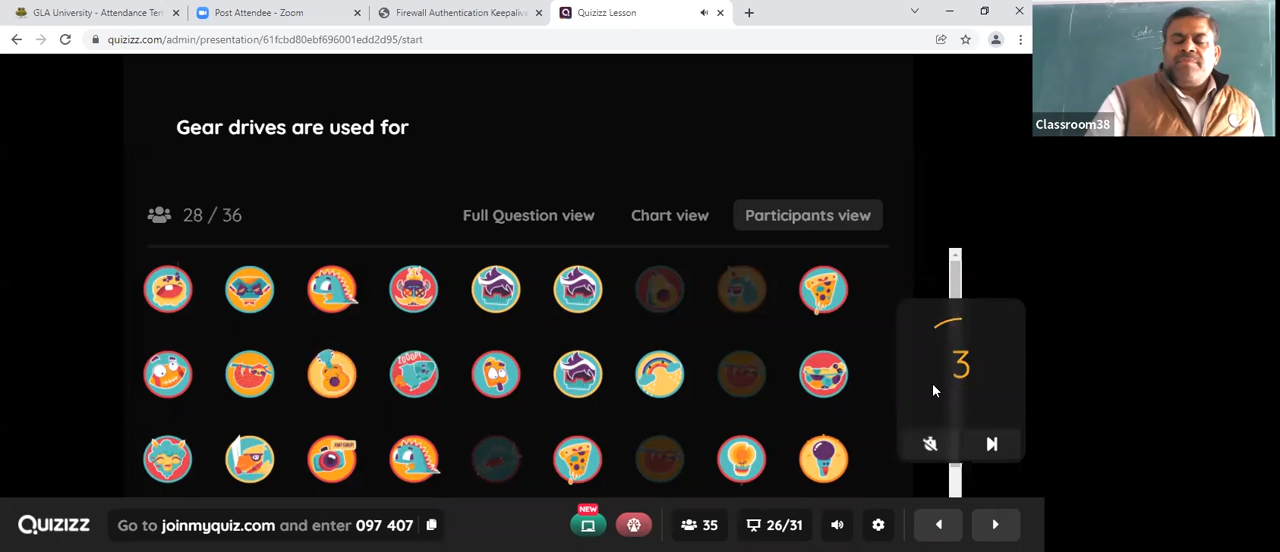 GLA University - Attendance Ter
Post Attendee - Zoom
Firewall Authentication Keepaliv
Quizizz Lesson
quizizz.com/admin/presentation/61fcbd80ebf696001edd2d95/start
Classroom38
Gear drives are used for
28 / 36
Full Question view
Chart view
Participants view
3
ZOOOP!
QUIZIZZ
Go to joinmyquiz.com and enter 097 407
NEW
35
26/31